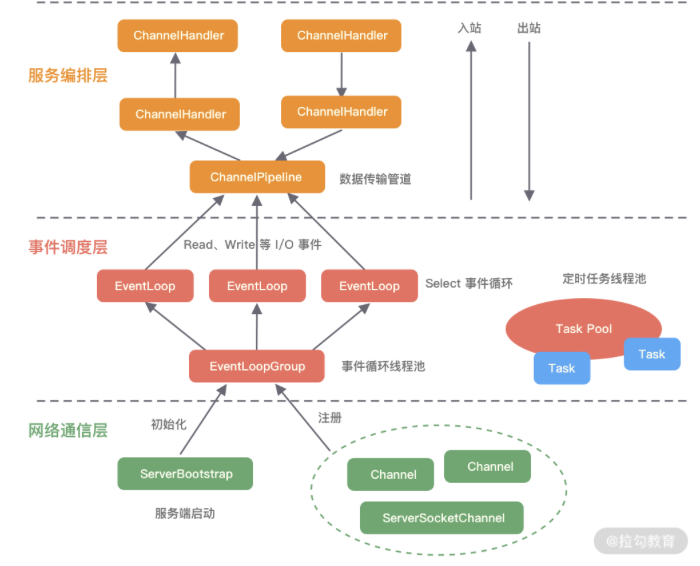 ChannelHandler
ChannelHandler
入站
出站
服务编排层
ChannelHandler
ChannelHandler
ChannelPipeline
数据传输管道
事件调度层
Read、Write 等 I/O 事件
EventLoop
EventLoop
EventLoop
Select 事件循环
定时任务线程池
Task Pool
Task
Task
EventLoopGroup
事件循环线程池
网络通信层
初始化
注册
ServerBootstrap
服务端启动
Channel
Channel
ServerSocketChannel
@拉勾教育